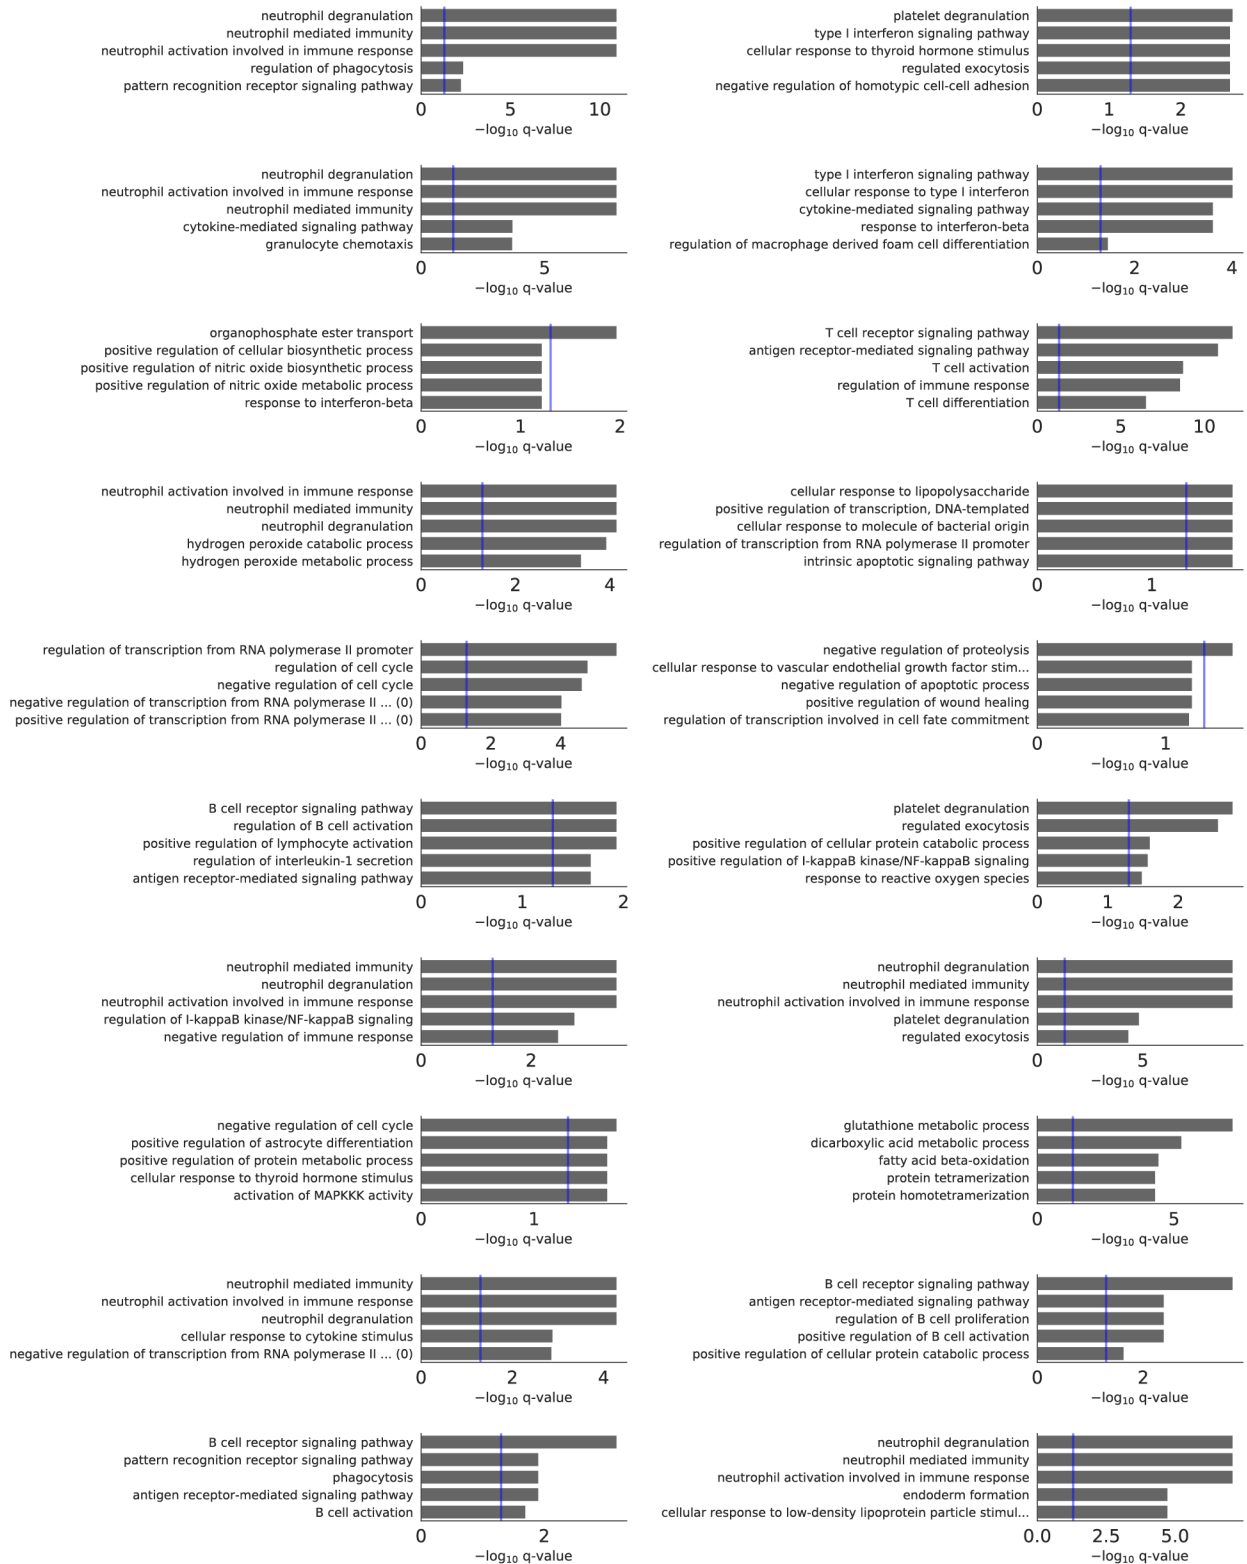 neutrophil degranulation
neutrophil mediated immunity
neutrophil activation involved in immune response
regulation of phagocytosis
pattern recognition receptor signaling pathway
0 5 10
−log₁₀ q-value
platelet degranulation
type I interferon signaling pathway
cellular response to thyroid hormone stimulus
regulated exocytosis
negative regulation of homotypic cell-cell adhesion
0 1 2
−log₁₀ q-value
neutrophil degranulation
neutrophil activation involved in immune response
neutrophil mediated immunity
cytokine-mediated signaling pathway
granulocyte chemotaxis
0 5
−log₁₀ q-value
type I interferon signaling pathway
cellular response to type I interferon
cytokine-mediated signaling pathway
response to interferon-beta
regulation of macrophage derived foam cell differentiation
0 2 4
−log₁₀ q-value
organophosphate ester transport
positive regulation of cellular biosynthetic process
positive regulation of nitric oxide biosynthetic process
positive regulation of nitric oxide metabolic process
response to interferon-beta
0 1 2
−log₁₀ q-value
T cell receptor signaling pathway
antigen receptor-mediated signaling pathway
T cell activation
regulation of immune response
T cell differentiation
0 5 10
−log₁₀ q-value
neutrophil activation involved in immune response
neutrophil mediated immunity
neutrophil degranulation
hydrogen peroxide catabolic process
hydrogen peroxide metabolic process
0 2 4
−log₁₀ q-value
cellular response to lipopolysaccharide
positive regulation of transcription, DNA-templated
cellular response to molecule of bacterial origin
regulation of transcription from RNA polymerase II promoter
intrinsic apoptotic signaling pathway
0 1
−log₁₀ q-value
regulation of transcription from RNA polymerase II promoter
regulation of cell cycle
negative regulation of cell cycle
negative regulation of transcription from RNA polymerase II ... (0)
positive regulation of transcription from RNA polymerase II ... (0)
0 2 4
−log₁₀ q-value
negative regulation of proteolysis
cellular response to vascular endothelial growth factor stim...
negative regulation of apoptotic process
positive regulation of wound healing
regulation of transcription involved in cell fate commitment
0 1
−log₁₀ q-value
B cell receptor signaling pathway
regulation of B cell activation
positive regulation of lymphocyte activation
regulation of interleukin-1 secretion
antigen receptor-mediated signaling pathway
0 1 2
−log₁₀ q-value
platelet degranulation
regulated exocytosis
positive regulation of cellular protein catabolic process
positive regulation of I-kappaB kinase/NF-kappaB signaling
response to reactive oxygen species
0 1 2
−log₁₀ q-value
neutrophil mediated immunity
neutrophil degranulation
neutrophil activation involved in immune response
regulation of I-kappaB kinase/NF-kappaB signaling
negative regulation of immune response
0 2
−log₁₀ q-value
neutrophil degranulation
neutrophil mediated immunity
neutrophil activation involved in immune response
platelet degranulation
regulated exocytosis
0 5
−log₁₀ q-value
negative regulation of cell cycle
positive regulation of astrocyte differentiation
positive regulation of protein metabolic process
cellular response to thyroid hormone stimulus
activation of MAPKKK activity
0 1
−log₁₀ q-value
glutathione metabolic process
dicarboxylic acid metabolic process
fatty acid beta-oxidation
protein tetramerization
protein homotetramerization
0 5
−log₁₀ q-value
neutrophil mediated immunity
neutrophil activation involved in immune response
neutrophil degranulation
cellular response to cytokine stimulus
negative regulation of transcription from RNA polymerase II ... (0)
0 2 4
−log₁₀ q-value
B cell receptor signaling pathway
antigen receptor-mediated signaling pathway
regulation of B cell proliferation
positive regulation of B cell activation
positive regulation of cellular protein catabolic process
0 2
−log₁₀ q-value
B cell receptor signaling pathway
pattern recognition receptor signaling pathway
phagocytosis
antigen receptor-mediated signaling pathway
B cell activation
0 2
−log₁₀ q-value
neutrophil degranulation
neutrophil mediated immunity
neutrophil activation involved in immune response
endoderm formation
cellular response to low-density lipoprotein particle stimul...
0.0 2.5 5.0
−log₁₀ q-value